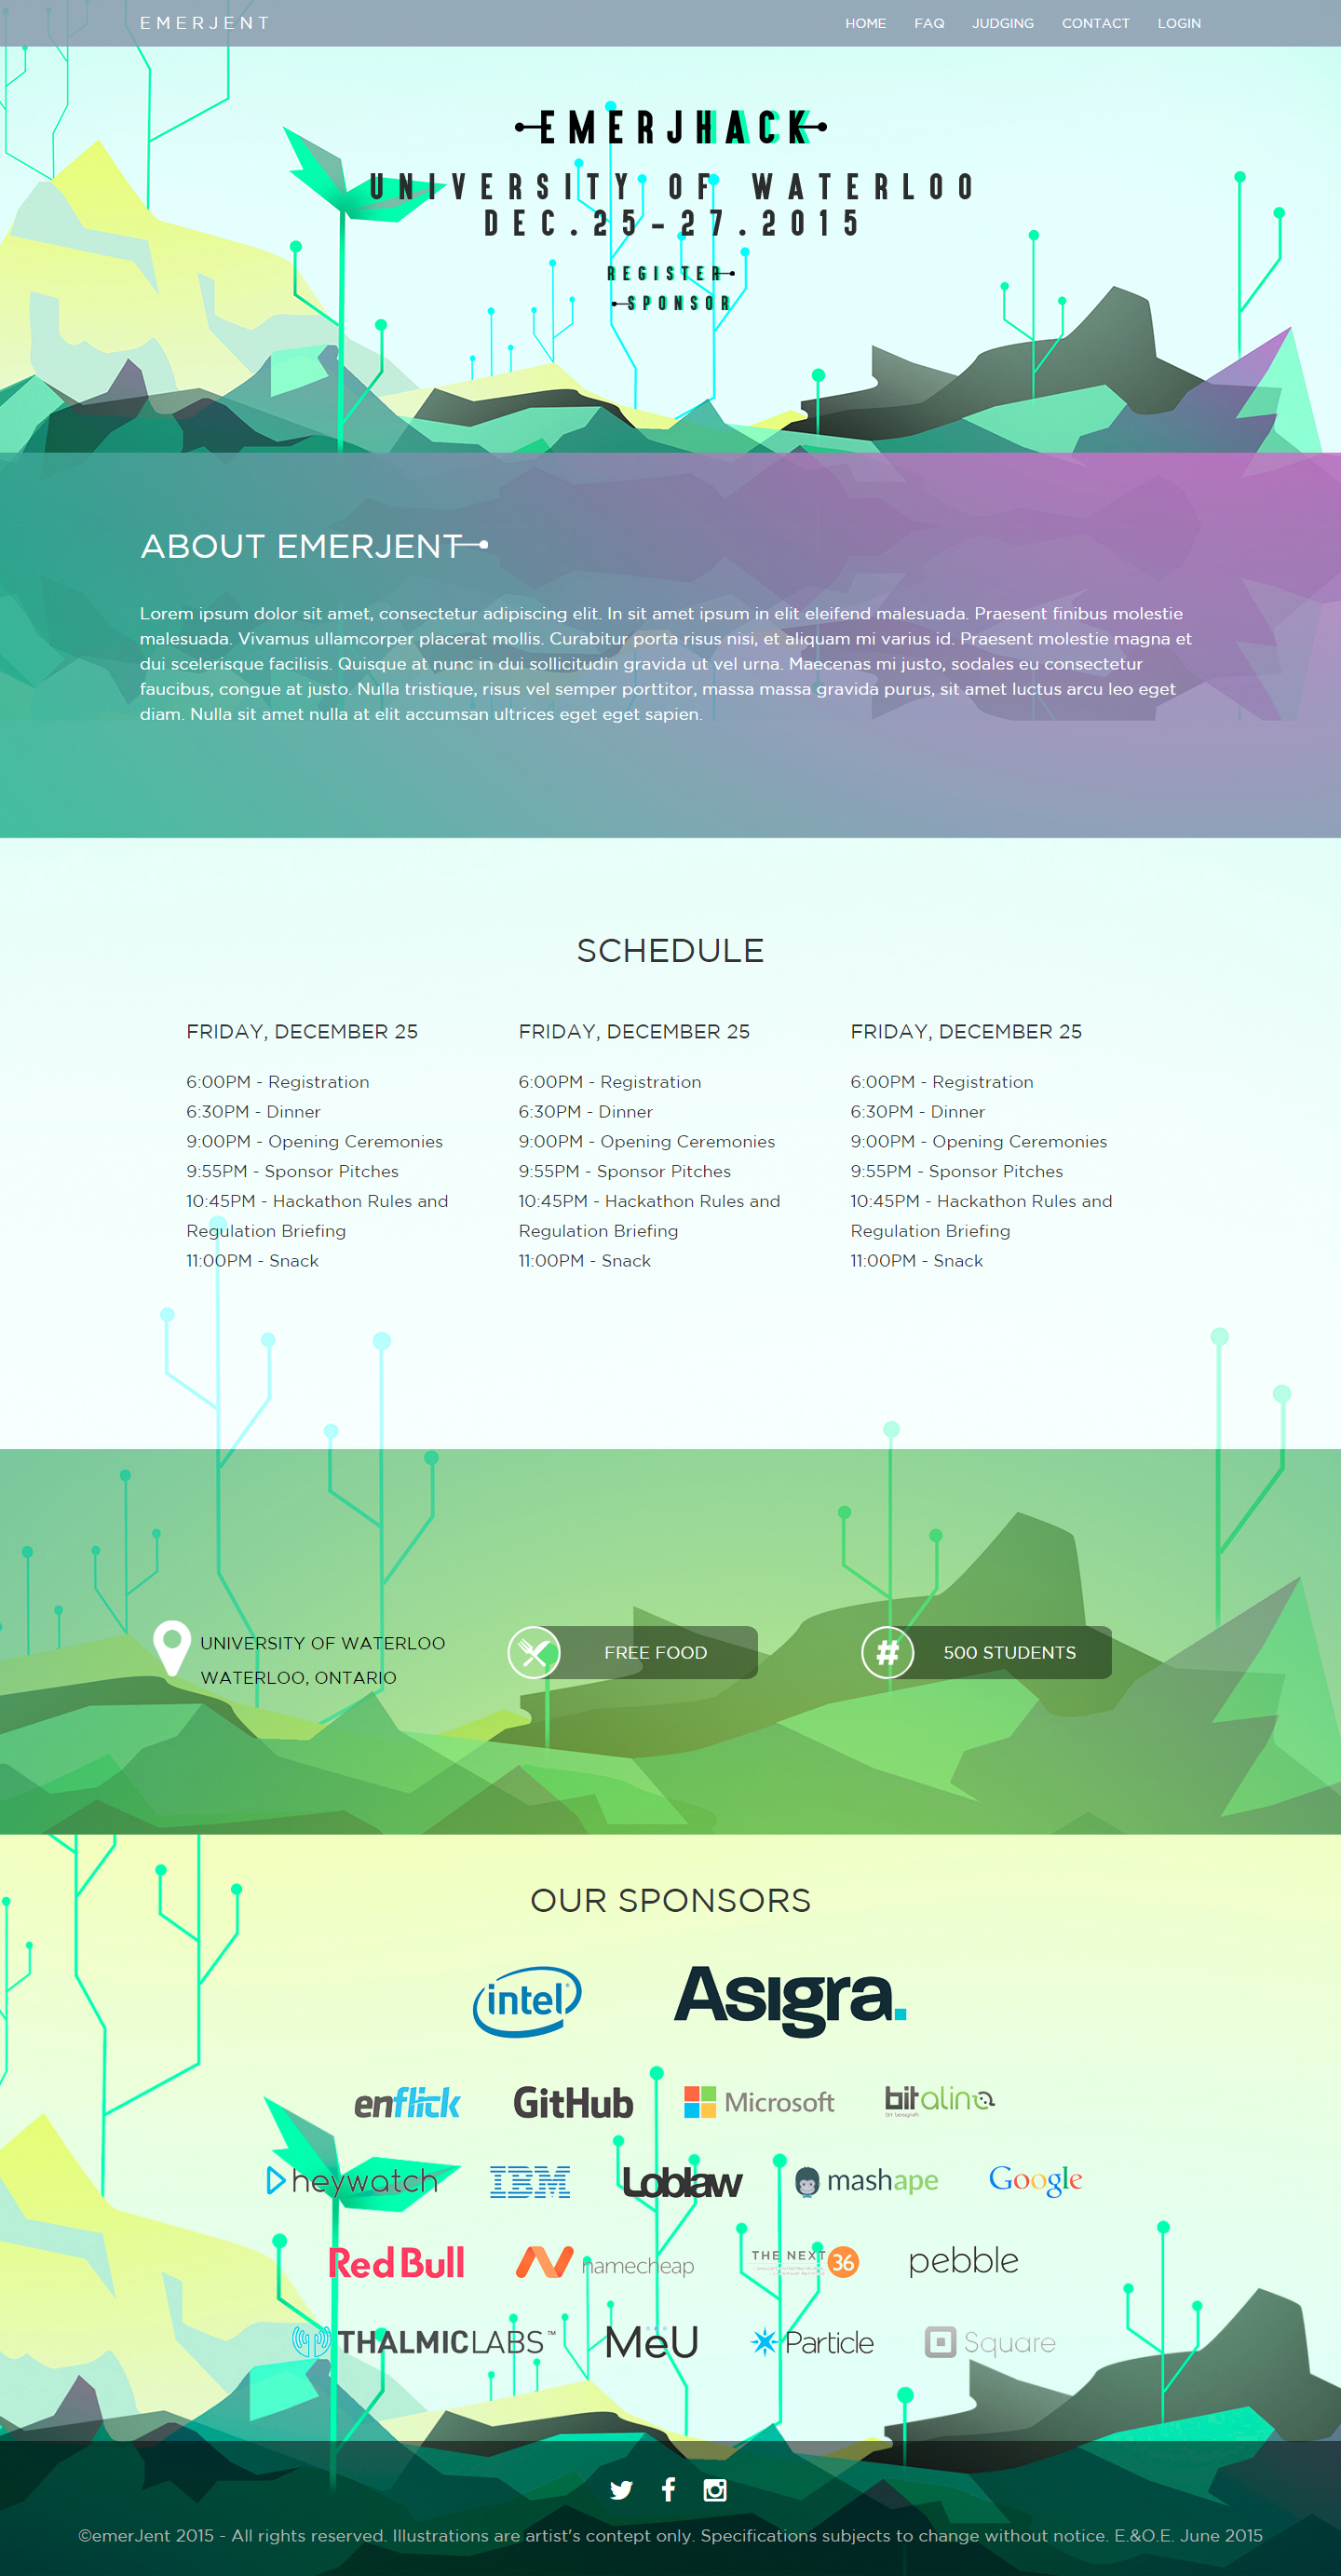 EMERJENT
HOME FAQ JUDGING CONTACT LOGIN
EMERJHACK
UNIVERSITY OF WATERLOO
DEC.25-27.2015
REGISTER
SPONSOR
ABOUT EMERJENT
Lorem ipsum dolor sit amet, consectetur adipiscing elit. In sit amet ipsum in elit eleifend malesuada. Praesent finibus molestie
malesuada. Vivamus ullamcorper placerat mollis. Curabitur porta risus nisi, et aliquam mi varius id. Praesent molestie magna et
dui scelerisque facilisis. Quisque at nunc in dui sollicitudin gravida ut vel urna. Maecenas mi justo, sodales eu consectetur
faucibus, congue at justo. Nulla tristique, risus vel semper porttitor, massa massa gravida purus, sit amet luctus arcu leo eget
diam. Nulla sit amet nulla at elit accumsan ultrices eget eget sapien.
SCHEDULE
FRIDAY, DECEMBER 25
6:00PM - Registration
6:30PM - Dinner
9:00PM - Opening Ceremonies
9:55PM - Sponsor Pitches
10:45PM - Hackathon Rules and
Regulation Briefing
11:00PM - Snack
FRIDAY, DECEMBER 25
6:00PM - Registration
6:30PM - Dinner
9:00PM - Opening Ceremonies
9:55PM - Sponsor Pitches
10:45PM - Hackathon Rules and
Regulation Briefing
11:00PM - Snack
FRIDAY, DECEMBER 25
6:00PM - Registration
6:30PM - Dinner
9:00PM - Opening Ceremonies
9:55PM - Sponsor Pitches
10:45PM - Hackathon Rules and
Regulation Briefing
11:00PM - Snack
UNIVERSITY OF WATERLOO
WATERLOO, ONTARIO
FREE FOOD
# 500 STUDENTS
OUR SPONSORS
intel Asigra.
enflick GitHub Microsoft bitalino
heywatch IBM Loblaw mashape Google
Red Bull namecheap THE NEXT 36 pebble
THALMICLABS™ MeU Particle Square
©emerJent 2015 - All rights reserved. Illustrations are artist's contept only. Specifications subjects to change without notice. E.&O.E. June 2015